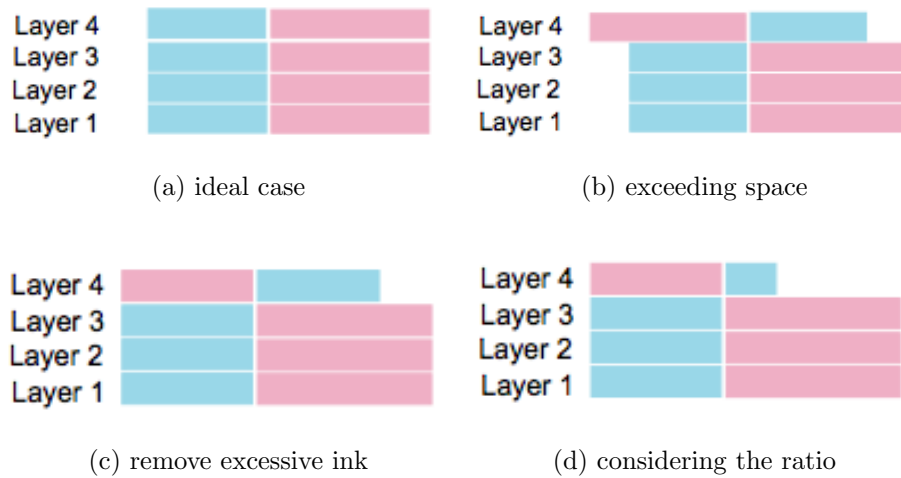 Layer 4
Layer 3
Layer 2
Layer 1
(a) ideal case
Layer 4
Layer 3
Layer 2
Layer 1
(b) exceeding space
Layer 4
Layer 3
Layer 2
Layer 1
(c) remove excessive ink
Layer 4
Layer 3
Layer 2
Layer 1
(d) considering the ratio